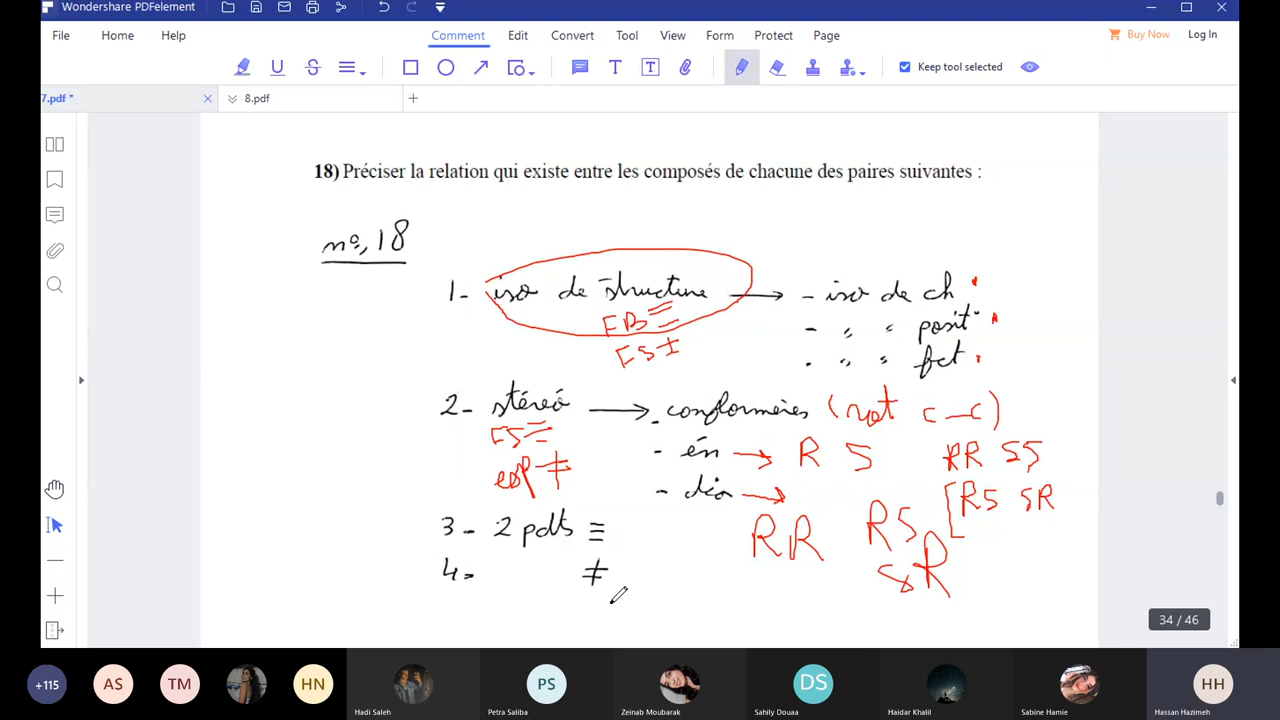 Wondershare PDFelement
File Home Help Comment Edit Convert Tool View Form Protect Page Buy Now Log In
Keep tool selected
7.pdf * 8.pdf
18) Préciser la relation qui existe entre les composés de chacune des paires suivantes :
no, 18
1- iso de structure → - iso de ch
FB =
- " " posit°
FS ≠
- " " fct
2- stéréo → - conformères (rot c-c)
FS =
- én → R S RR SS
esp ≠
- dia → RS SR
RR RS
SR
3- 2 pdts ≡
4- ≠
34 / 46
+115 AS TM HN PS DS HH
Hadi Saleh Petra Saliba Zeinab Moubarak Sahily Douaa Haidar Khalil Sabine Hamie Hassan Hazimeh